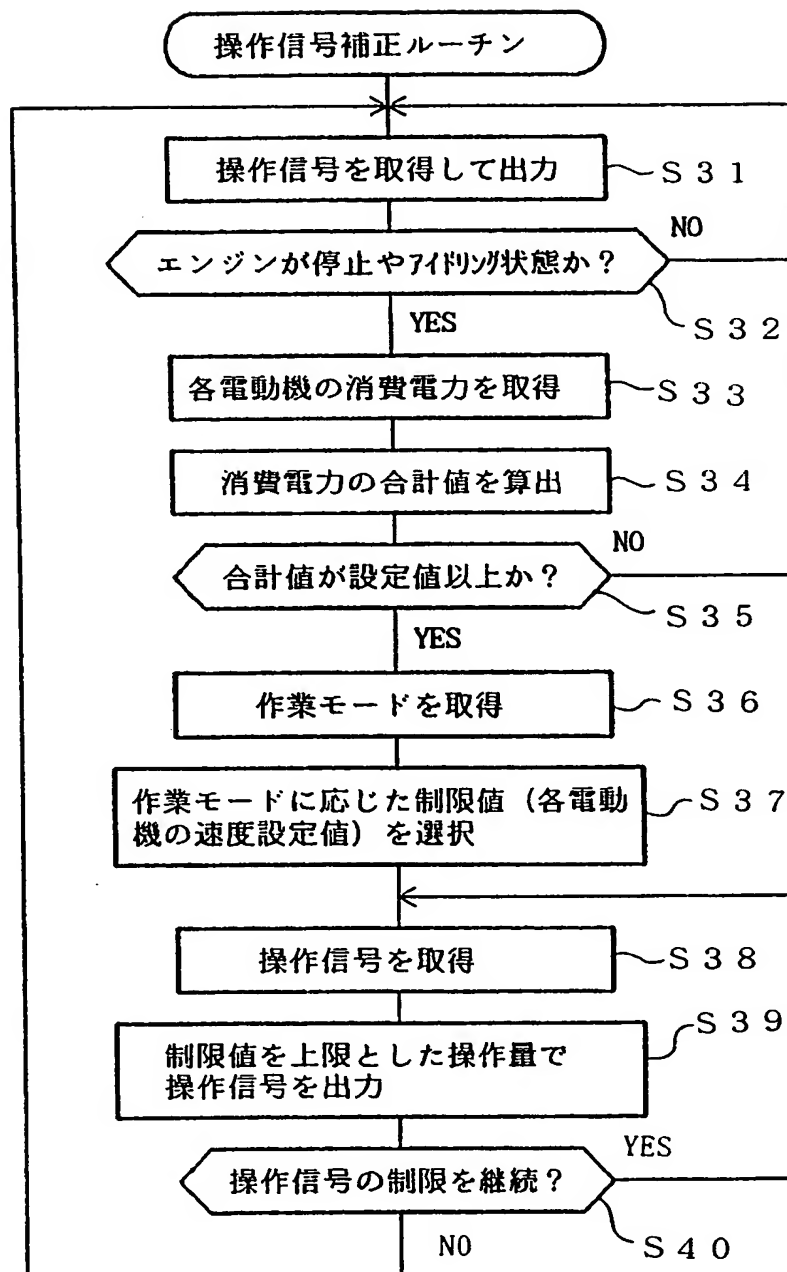 操作信号補正ルーチン
操作信号を取得して出力
S31
NO
エンジンが停止やアイドリング状態か？
S32
YES
各電動機の消費電力を取得
S33
消費電力の合計値を算出
S34
NO
合計値が設定値以上か？
S35
YES
作業モードを取得
S36
作業モードに応じた制限値（各電動
機の速度設定値）を選択
S37
操作信号を取得
S38
制限値を上限とした操作量で
操作信号を出力
S39
YES
操作信号の制限を継続？
S40
NO